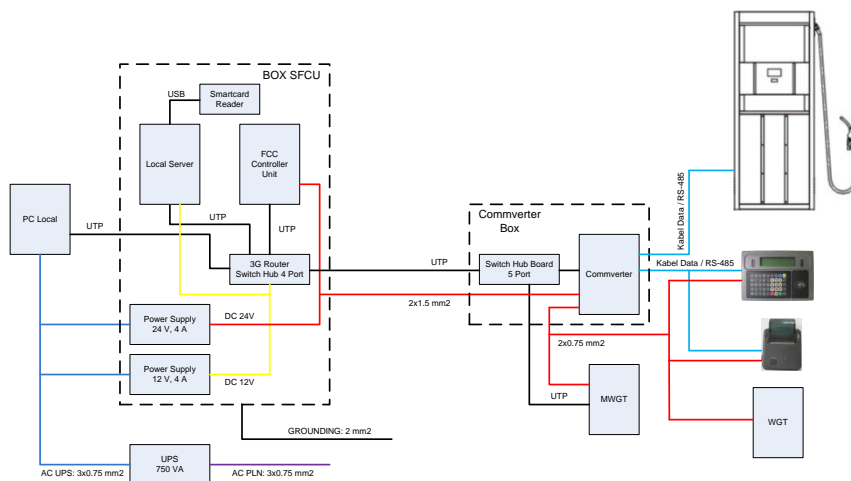 BOX SFCU
USB
Smartcard
Reader
Local Server
FCC
Controller
Unit
PC Local
UTP
UTP
UTP
3G Router
Switch Hub 4 Port
Commverter
Box
UTP
Switch Hub Board
5 Port
Commverter
Kabel Data / RS-485
Kabel Data / RS-485
2x1.5 mm2
Power Supply
24 V, 4 A
DC 24V
2x0.75 mm2
Power Supply
12 V, 4 A
DC 12V
UTP
MWGT
WGT
GROUNDING: 2 mm2
AC UPS: 3x0.75 mm2
UPS
750 VA
AC PLN: 3x0.75 mm2